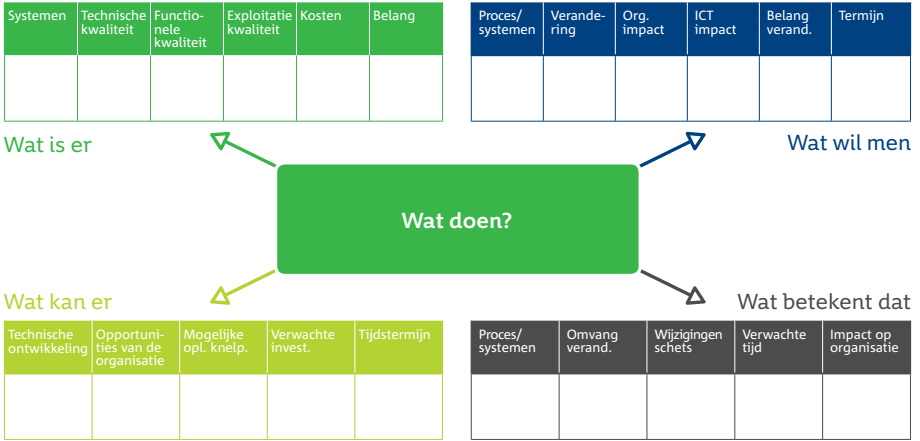 Systemen
Technische
kwaliteit
Functio-
nele
kwaliteit
Exploitatie
kwaliteit
Kosten
Belang
Wat is er
Proces/
systemen
Verande-
ring
Org.
impact
ICT
impact
Belang
verand.
Termijn
Wat wil men
Wat doen?
Wat kan er
Technische
ontwikkeling
Opportuni-
ties van de
organisatie
Mogelijke
opl. knelp.
Verwachte
invest.
Tijdstermijn
Wat betekent dat
Proces/
systemen
Omvang
verand.
Wijzigingen
schets
Verwachte
tijd
Impact op
organisatie